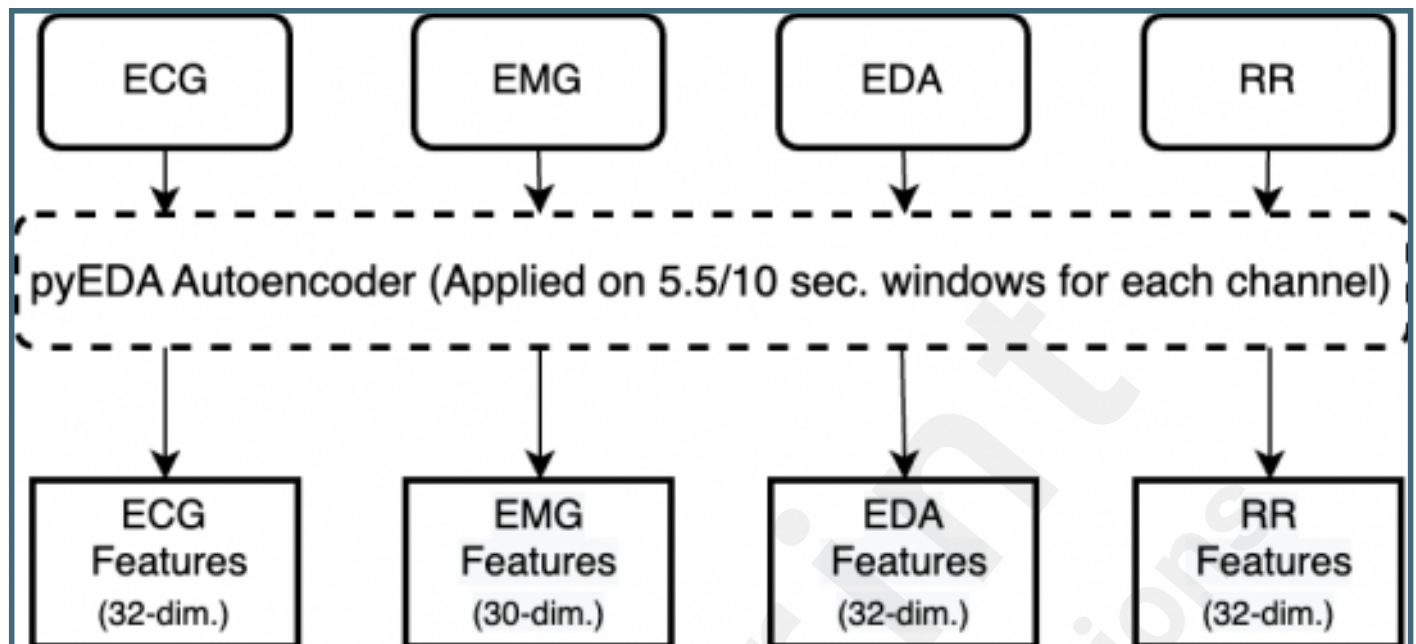 ECG
EMG
EDA
RR
pyEDA Autoencoder (Applied on 5.5/10 sec. windows for each channel)
ECG
Features
(32-dim.)
EMG
Features
(30-dim.)
EDA
Features
(32-dim.)
RR
Features
(32-dim.)